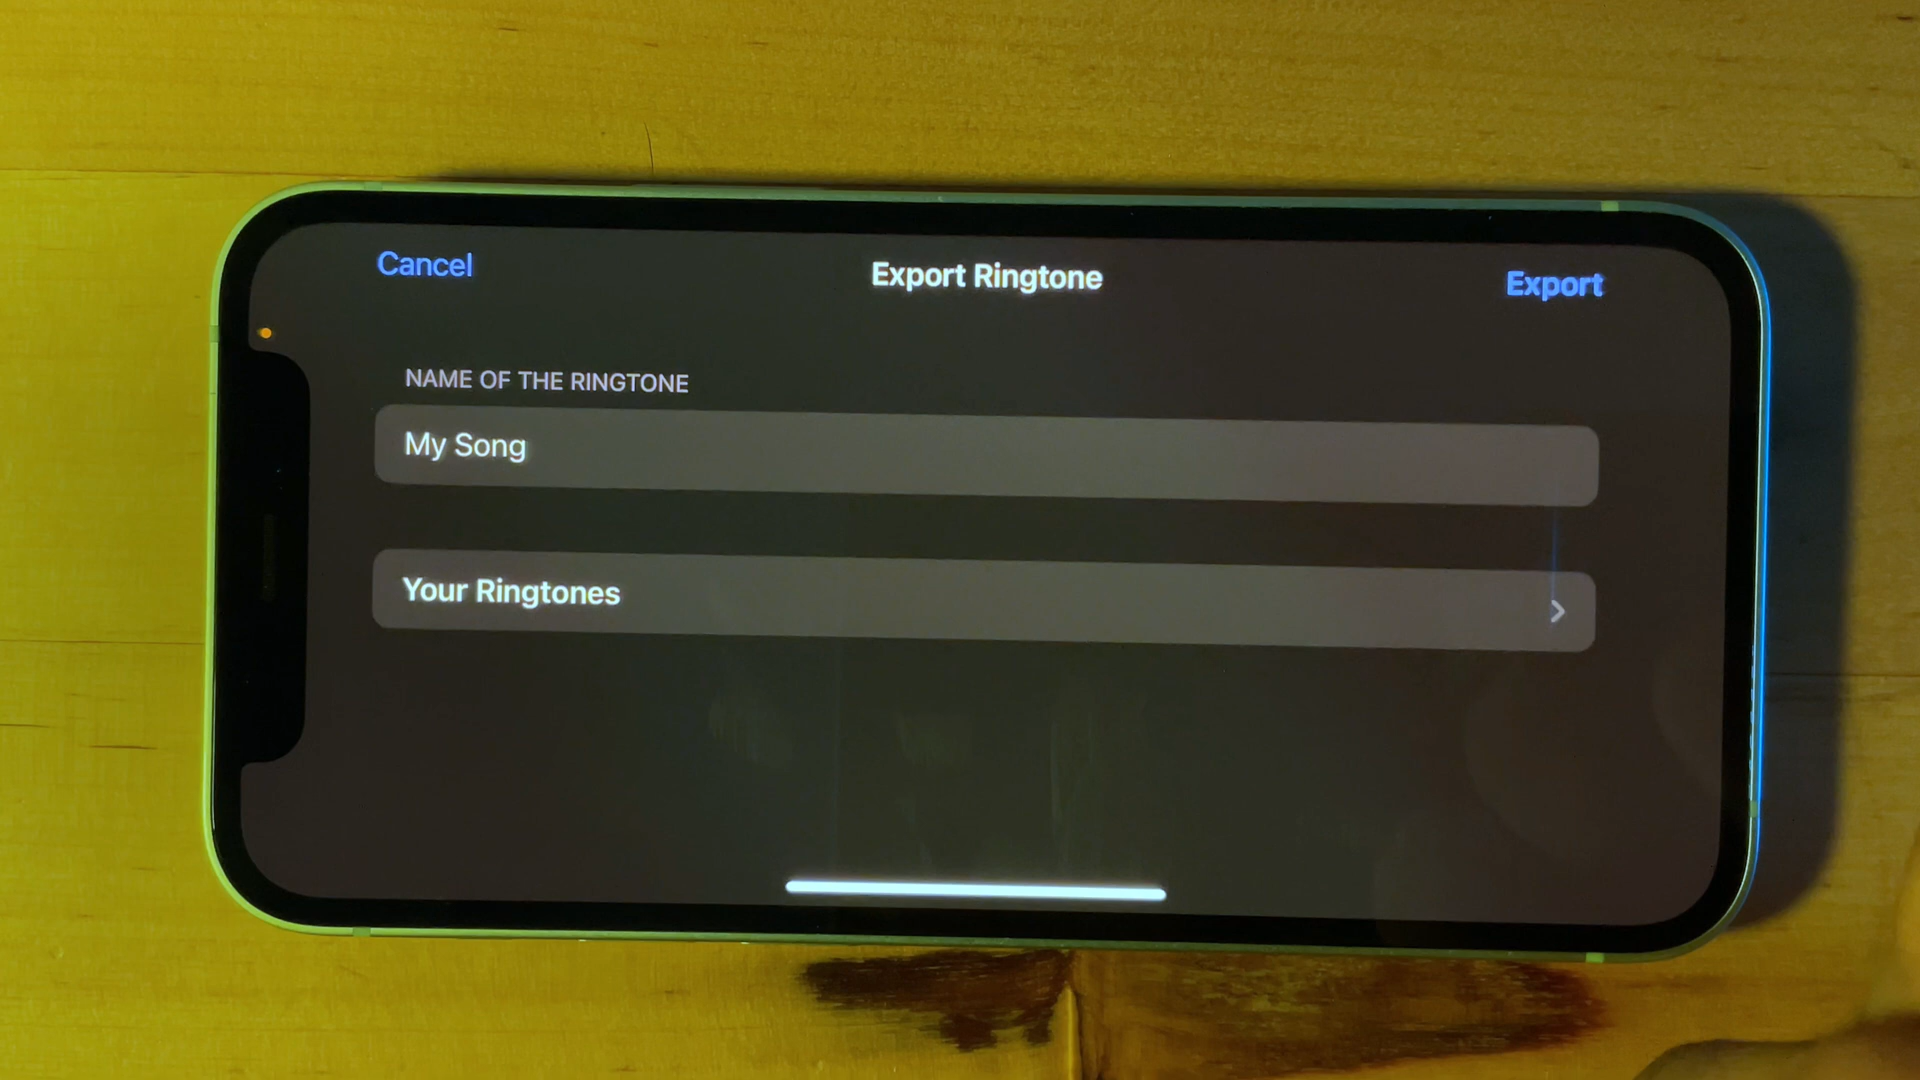 Cancel
Export Ringtone
Export
NAME OF THE RINGTONE
My Song
Your Ringtones